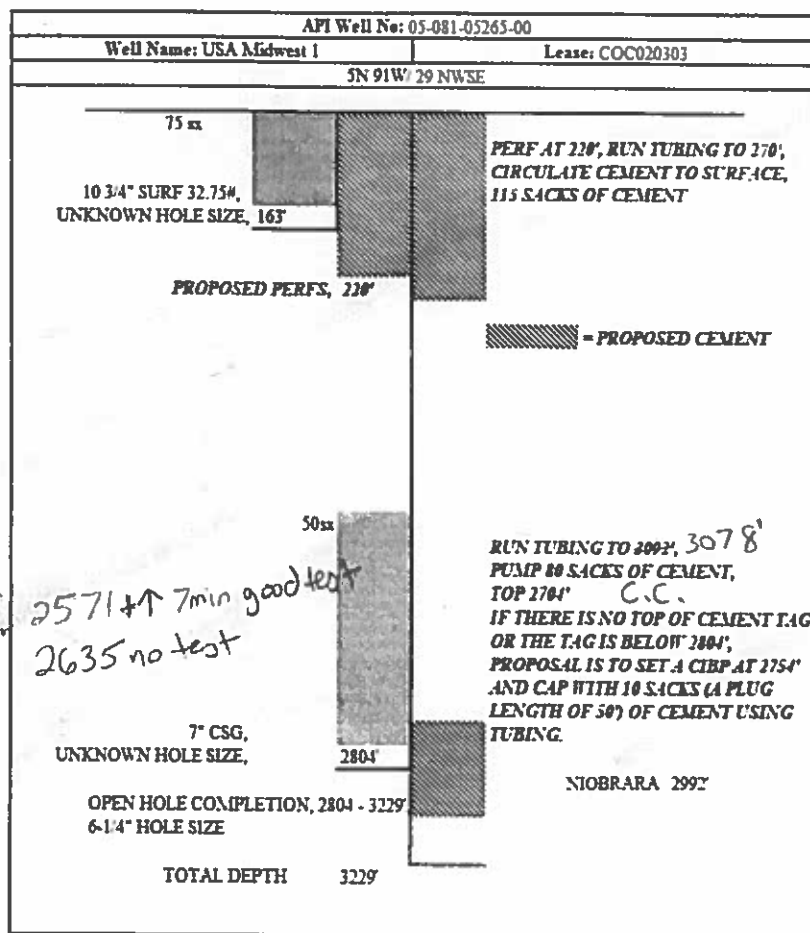 API Well No: 05-081-05265-00
Well Name: USA Midwest 1
Lease: COC020303
5N 91W/ 29 NWSE
75 sx
PERF AT 220', RUN TUBING TO 270',
CIRCULATE CEMENT TO SURFACE,
115 SACKS OF CEMENT
10 3/4" SURF 32.75#,
UNKNOWN HOLE SIZE, 163'
PROPOSED PERFS, 220'
= PROPOSED CEMENT
50sx
RUN TUBING TO 3092', 3078'
PUMP 80 SACKS OF CEMENT,
TOP 2704' C.C.
IF THERE IS NO TOP OF CEMENT TAG
OR THE TAG IS BELOW 2804',
PROPOSAL IS TO SET A CIBP AT 2754'
AND CAP WITH 10 SACKS (A PLUG
LENGTH OF 50') OF CEMENT USING
TUBING.
2571 +↑ 7min good test
2635 no test
7" CSG,
UNKNOWN HOLE SIZE, 2804'
NIOBRARA 2992'
OPEN HOLE COMPLETION, 2804 - 3229'
6-1/4" HOLE SIZE
TOTAL DEPTH 3229'